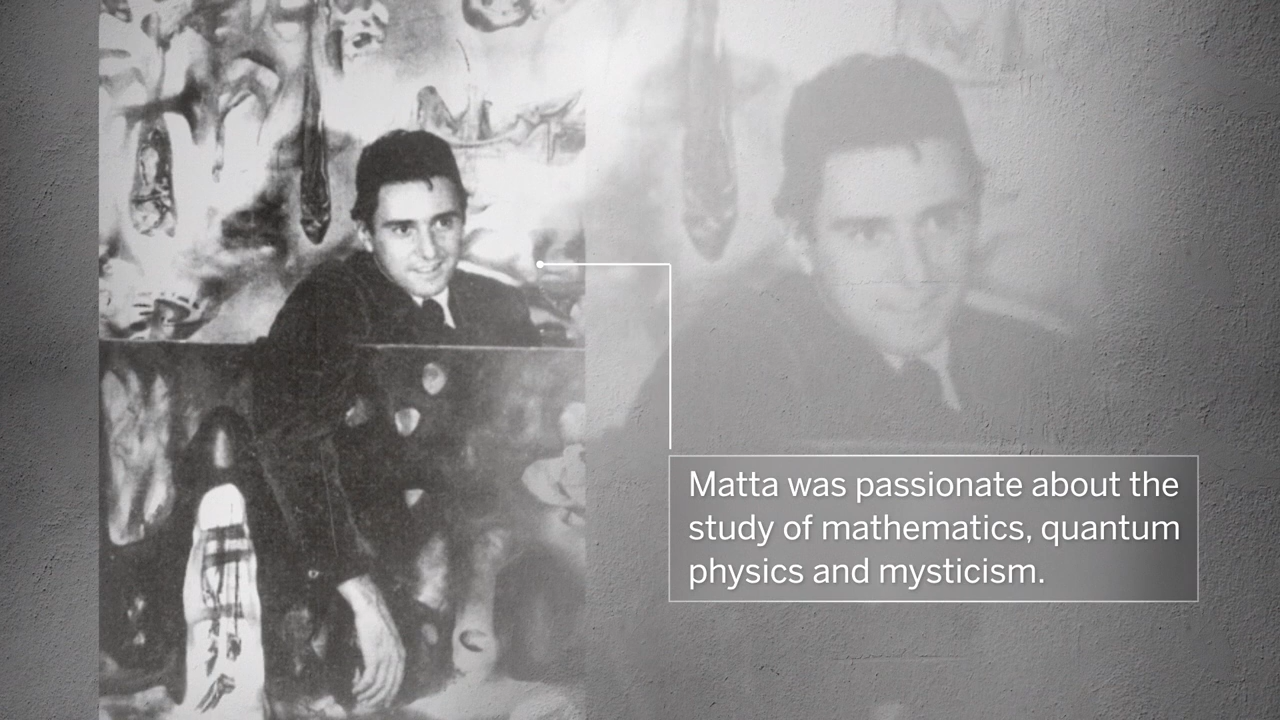 Matta was passionate about the
study of mathematics, quantum
physics and mysticism.